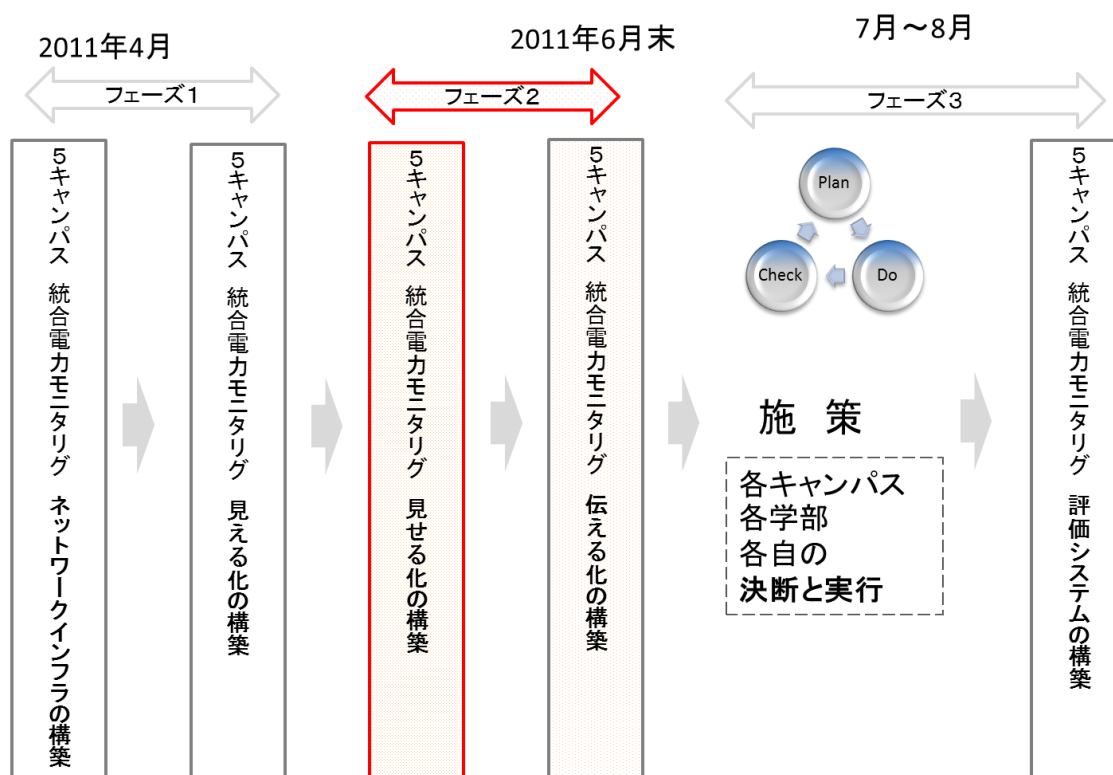 2011年4月
2011年6月末
7月～8月
フェーズ１
フェーズ２
フェーズ３
５キャンパス 統合電力モニタリグ ネットワークインフラの構築
５キャンパス 統合電力モニタリグ 見える化の構築
５キャンパス 統合電力モニタリグ 見せる化の構築
５キャンパス 統合電力モニタリグ 伝える化の構築
Plan
Do
Check
施 策
各キャンパス
各学部
各自の
決断と実行
５キャンパス 統合電力モニタリグ 評価システムの構築